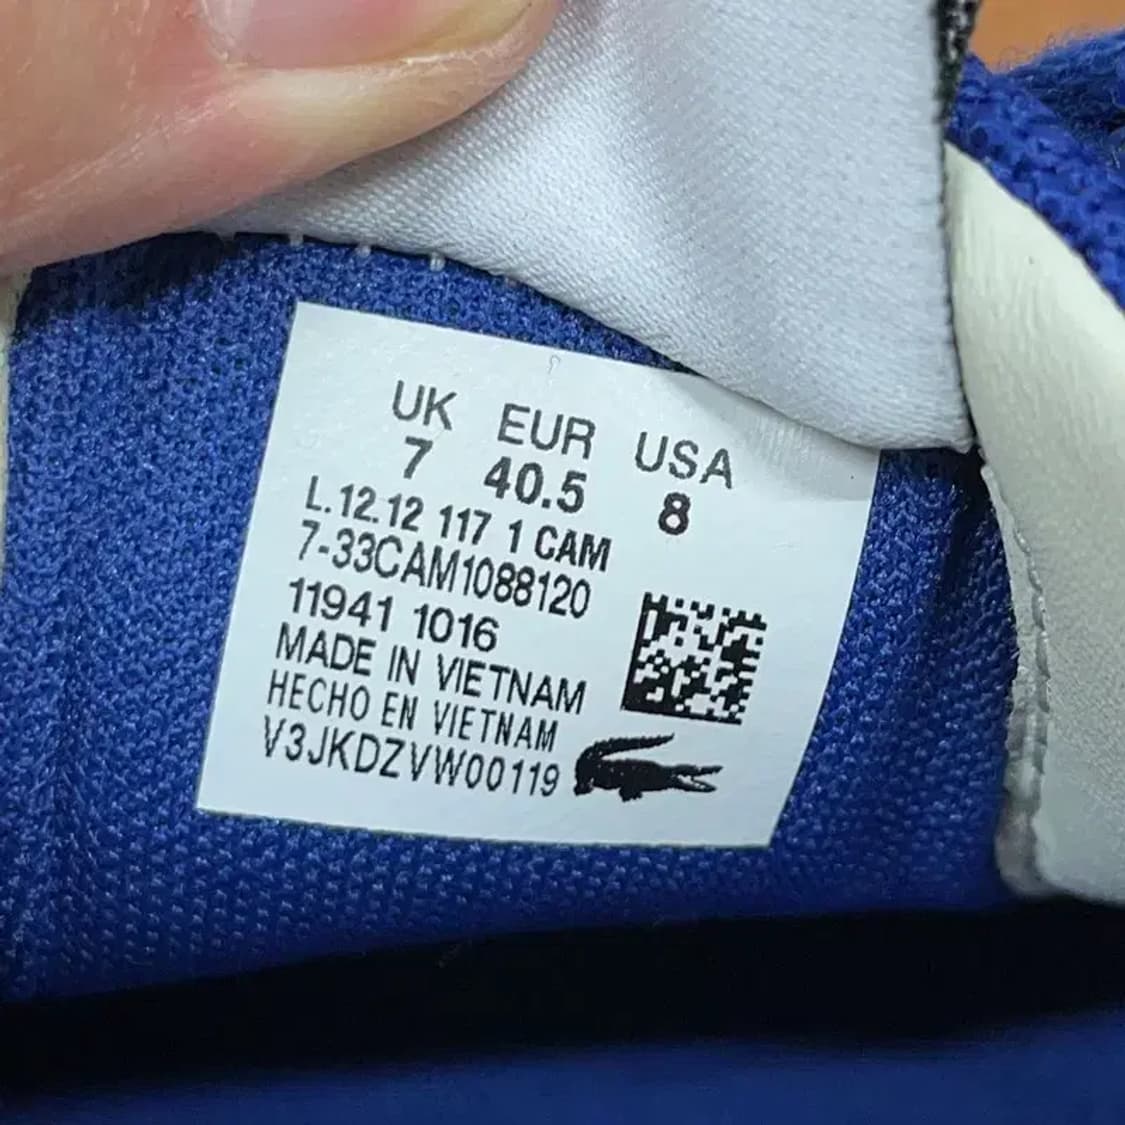 UK EUR USA
7 40.5 8
L.12.12 117 1 CAM
7-33CAM1088120
11941 1016
MADE IN VIETNAM
HECHO EN VIETNAM
V3JKDZVW00119